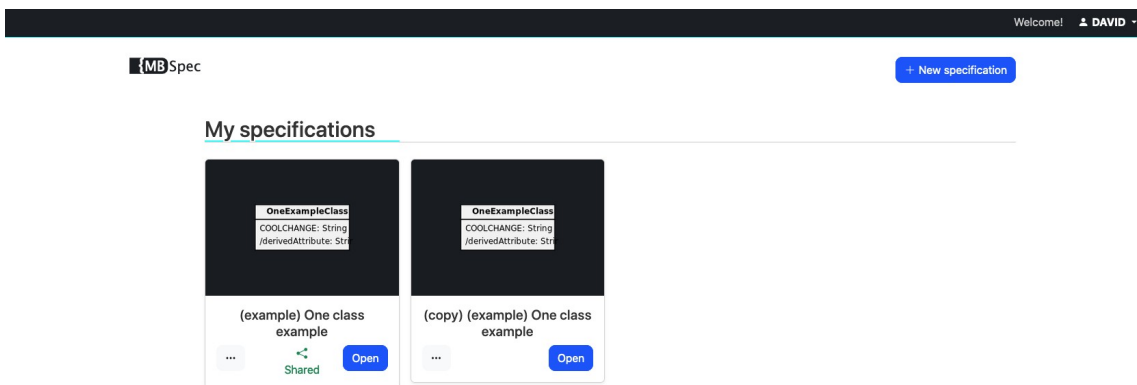 Welcome! DAVID
{MB Spec
+ New specification
My specifications
OneExampleClass
COOLCHANGE: String
/derivedAttribute: Stri
(example) One class
example
... Shared Open
OneExampleClass
COOLCHANGE: String
/derivedAttribute: Stri
(copy) (example) One class
example
... Open